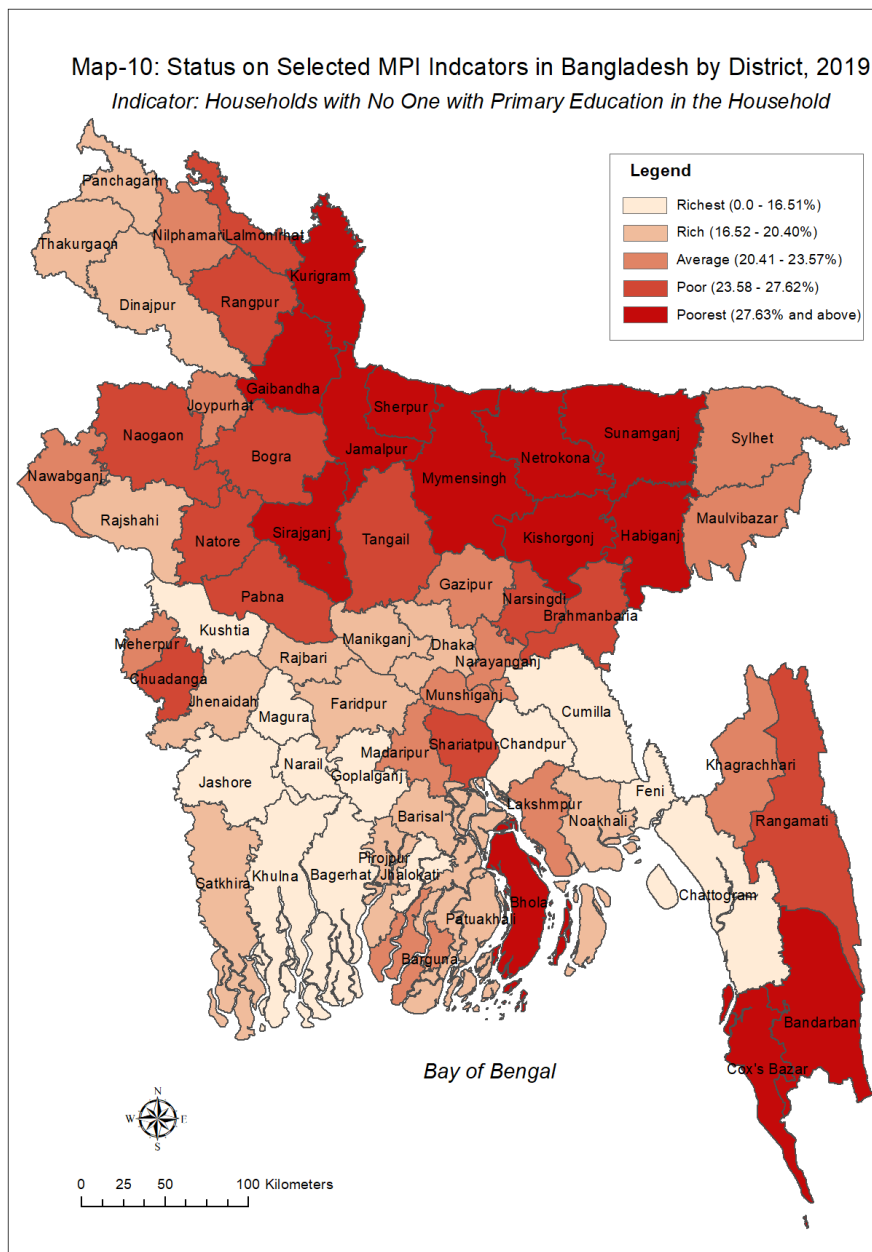 Map-10: Status on Selected MPI Indcators in Bangladesh by District, 2019
Indicator: Households with No One with Primary Education in the Household
Legend
Richest (0.0 - 16.51%)
Rich (16.52 - 20.40%)
Average (20.41 - 23.57%)
Poor (23.58 - 27.62%)
Poorest (27.63% and above)
Panchagam
Thakurgaon
Nilphamari
Lalmonirhat
Dinajpur
Rangpur
Kurigram
Gaibandha
Joypurhat
Sherpur
Naogaon
Bogra
Jamalpur
Mymensingh
Netrokona
Sunamganj
Sylhet
Nawabganj
Rajshahi
Natore
Sirajganj
Tangail
Kishorgonj
Habiganj
Maulvibazar
Pabna
Gazipur
Narsingdi
Brahmanbaria
Kushtia
Manikganj
Dhaka
Narayanganj
Meherpur
Rajbari
Chuadanga
Jhenaidah
Magura
Faridpur
Munshiganj
Cumilla
Madaripur
Shariatpur
Chandpur
Narail
Goplalganj
Jashore
Khagrachhari
Feni
Lakshmpur
Noakhali
Rangamati
Barisal
Pirojpur
Jhalokati
Satkhira
Khulna
Bagerhat
Patuakhali
Bhola
Chattogram
Barguna
Bandarban
Cox's Bazar
Bay of Bengal
N
W
E
S
0 25 50 100 Kilometers